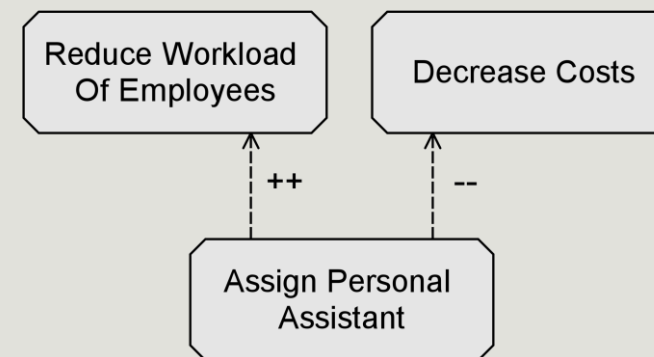 Reduce Workload
Of Employees
Decrease Costs
++
--
Assign Personal
Assistant